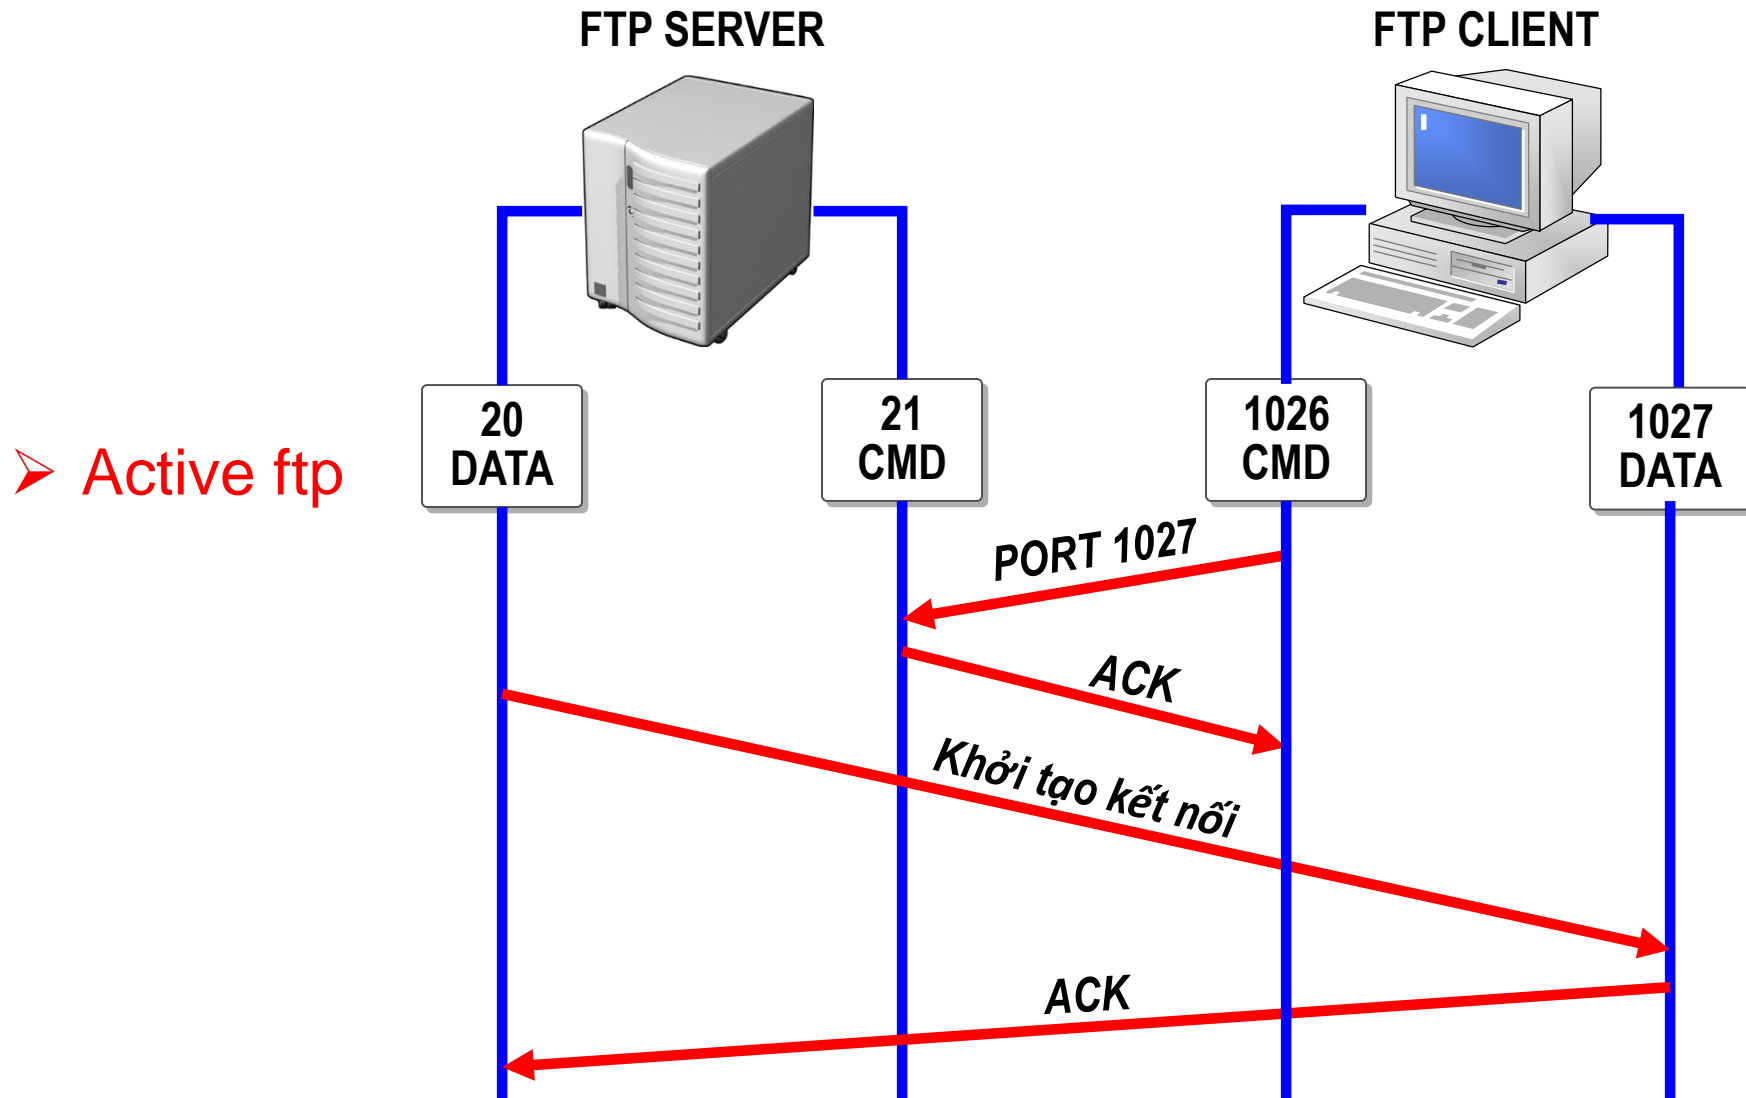 FTP SERVER
FTP CLIENT
20
DATA
21
CMD
1026
CMD
1027
DATA
➢ Active ftp
PORT 1027
ACK
Khởi tạo kết nối
ACK